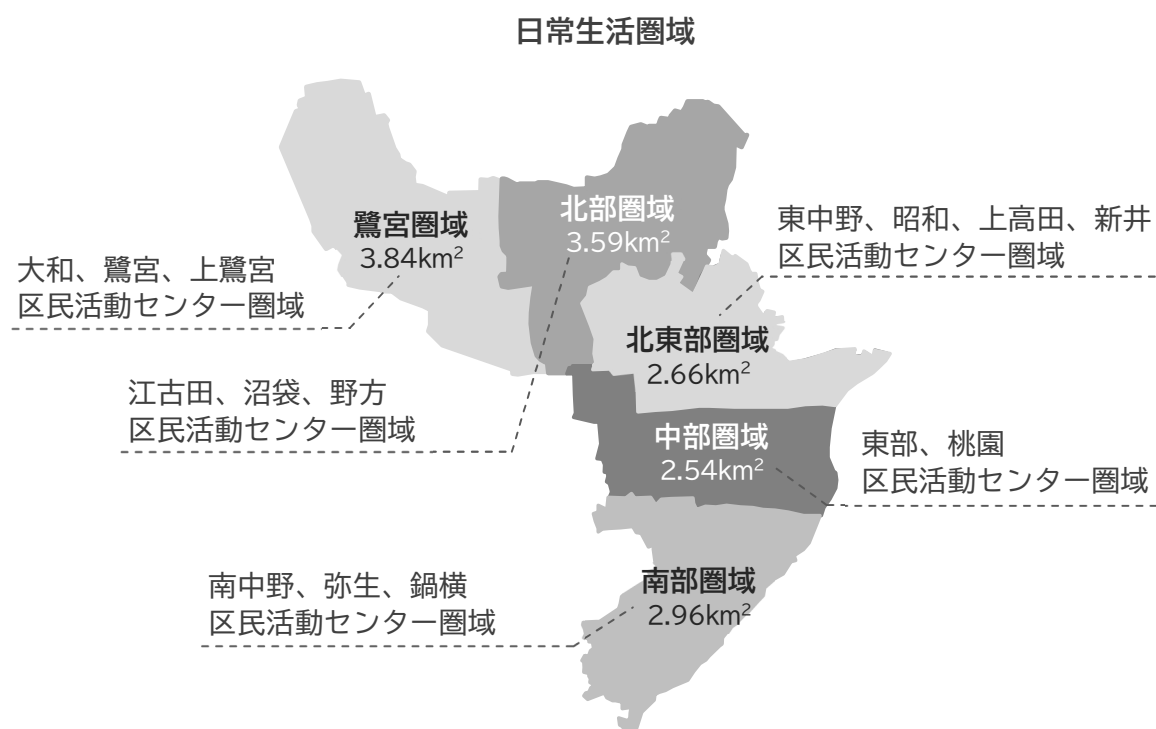 日常生活圏域
鷺宮圏域
3.84km²
北部圏域
3.59km²
東中野、昭和、上高田、新井
区民活動センター圏域
大和、鷺宮、上鷺宮
区民活動センター圏域
北東部圏域
2.66km²
江古田、沼袋、野方
区民活動センター圏域
中部圏域
2.54km²
東部、桃園
区民活動センター圏域
南中野、弥生、鍋横
区民活動センター圏域
南部圏域
2.96km²